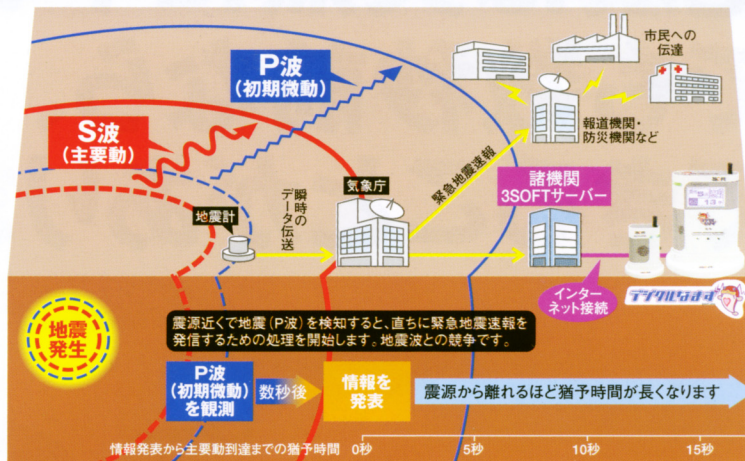 市民への
伝達
P波
(初期微動)
S波
(主要動)
報道機関・
防災機関など
緊急地震速報
気象庁
瞬時の
データ伝送
地震計
諸機関
3SOFTサーバー
インター
ネット接続
デジタルなまず
地震
発生
震源近くで地震(P波)を検知すると、直ちに緊急地震速報を
発信するための処理を開始します。地震波との競争です。
P波
(初期微動)
を観測
数秒後
情報を
発表
震源から離れるほど猶予時間が長くなります
情報発表から主要動到達までの猶予時間 0秒 5秒 10秒 15秒